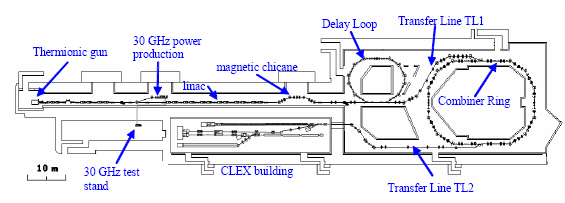 Delay Loop
Transfer Line TL1
30 GHz power
production
Thermionic gun
magnetic chicane
linac
Combiner Ring
10 m
30 GHz test
stand
CLEX building
Transfer Line TL2